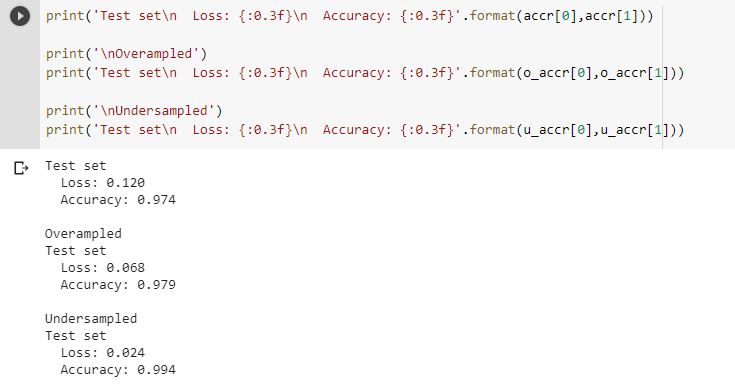 print('Test set\n  Loss: {:0.3f}\n  Accuracy: {:0.3f}'.format(accr[0],accr[1]))
print('\nOverampled')
print('Test set\n  Loss: {:0.3f}\n  Accuracy: {:0.3f}'.format(o_accr[0],o_accr[1]))
print('\nUndersampled')
print('Test set\n  Loss: {:0.3f}\n  Accuracy: {:0.3f}'.format(u_accr[0],u_accr[1]))
Test set
  Loss: 0.120
  Accuracy: 0.974
Overampled
Test set
  Loss: 0.068
  Accuracy: 0.979
Undersampled
Test set
  Loss: 0.024
  Accuracy: 0.994